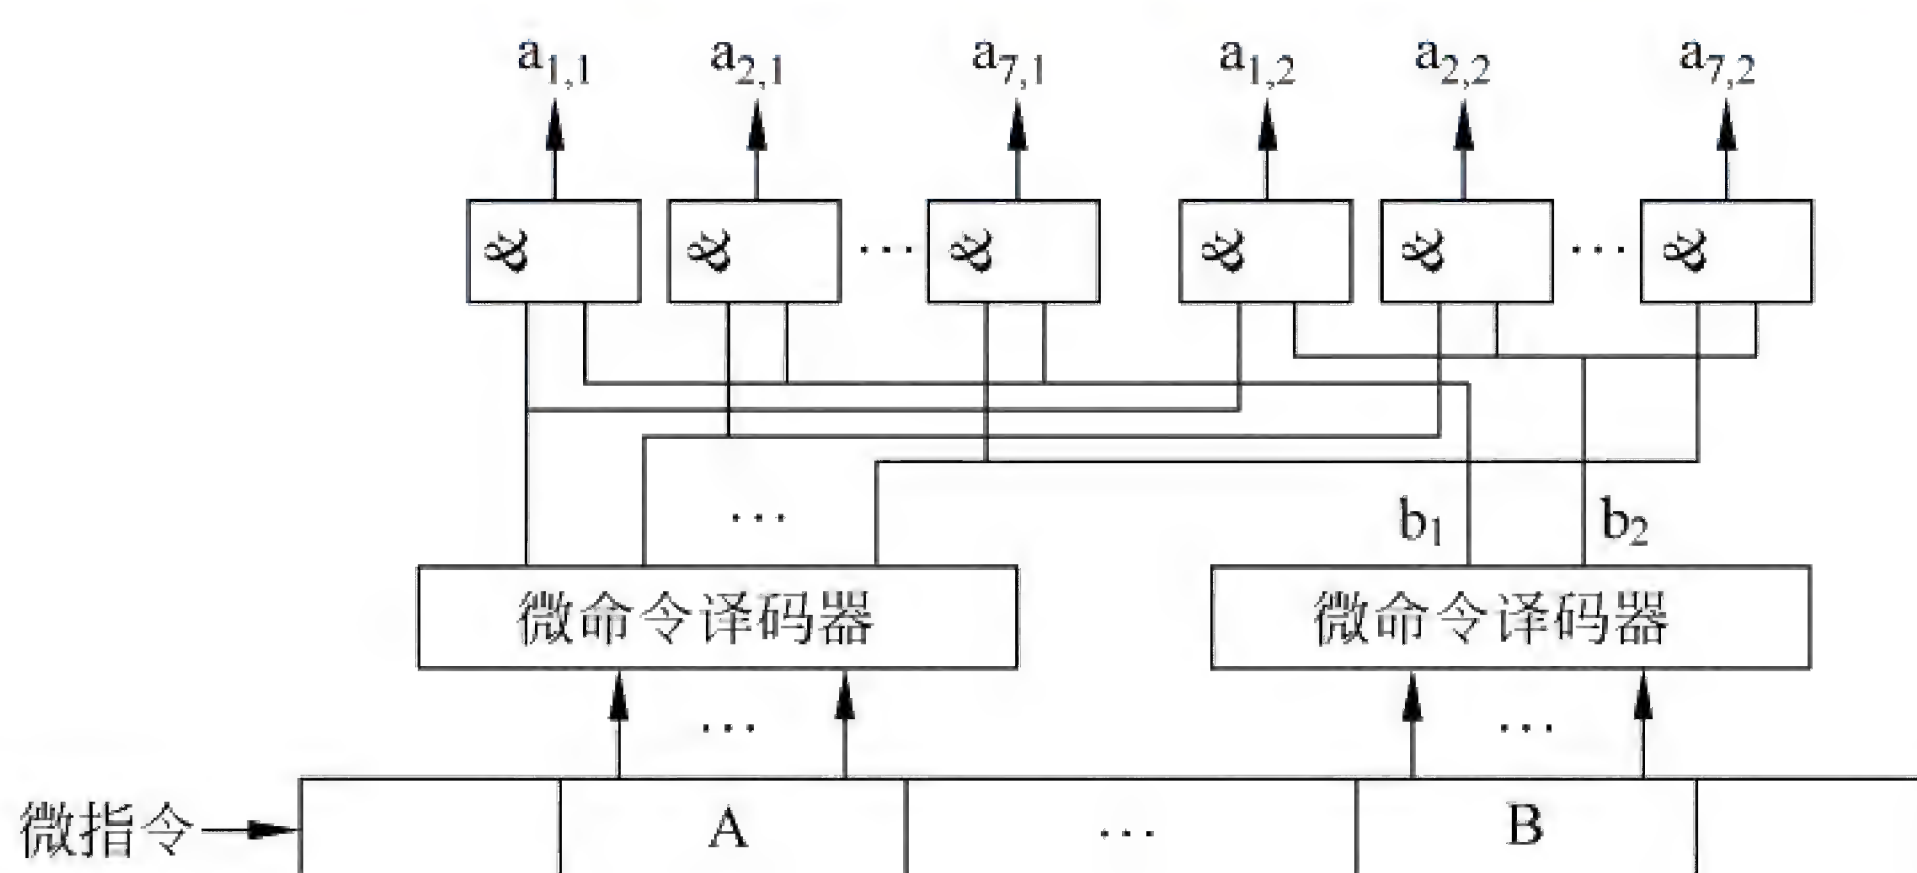 a1,1 a2,1 a7,1 a1,2 a2,2 a7,2
& & ··· & & & ··· &
··· b1 b2
微命令译码器 微命令译码器
··· ···
微指令 A ··· B